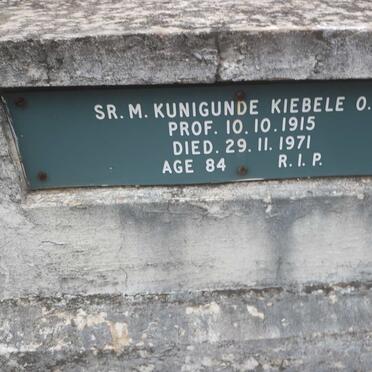 SR. M. KUNIGUNDE KIEBELE O.
PROF. 10.10.1915
DIED. 29.11.1971
AGE 84 R.I.P.